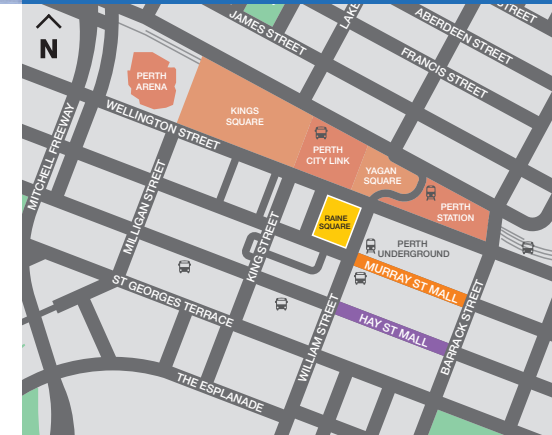 STREET
LAKE
ABERDEEN STREET
JAMES STREET
N
FRANCIS STREET
PERTH
ARENA
KINGS
SQUARE
WELLINGTON STREET
PERTH
CITY LINK
YAGAN
SQUARE
MITCHELL FREEWAY
PERTH
STATION
MILLIGAN STREET
RAINE
SQUARE
KING STREET
PERTH
UNDERGROUND
MURRAY ST MALL
ST GEORGES TERRACE
HAY ST MALL
WILLIAM STREET
BARRACK STREET
THE ESPLANADE